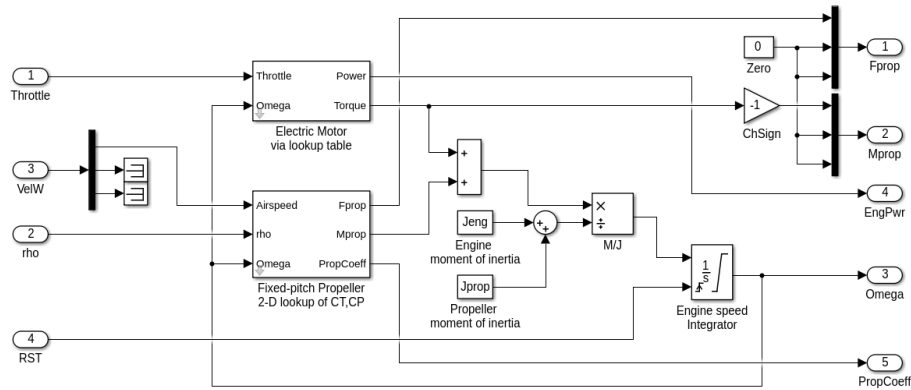 1
Throttle
3
VelW
2
rho
4
RST
Throttle
Power
Omega
Torque
Electric Motor
via lookup table
Airspeed
Fprop
rho
Mprop
Omega
PropCoeff
Fixed-pitch Propeller
2-D lookup of CT,CP
+
+
Jeng
Engine
moment of inertia
+
+
Jprop
Propeller
moment of inertia
×
÷
M/J
1
s
Engine speed
Integrator
0
Zero
-1
ChSign
1
Fprop
2
Mprop
4
EngPwr
3
Omega
5
PropCoeff